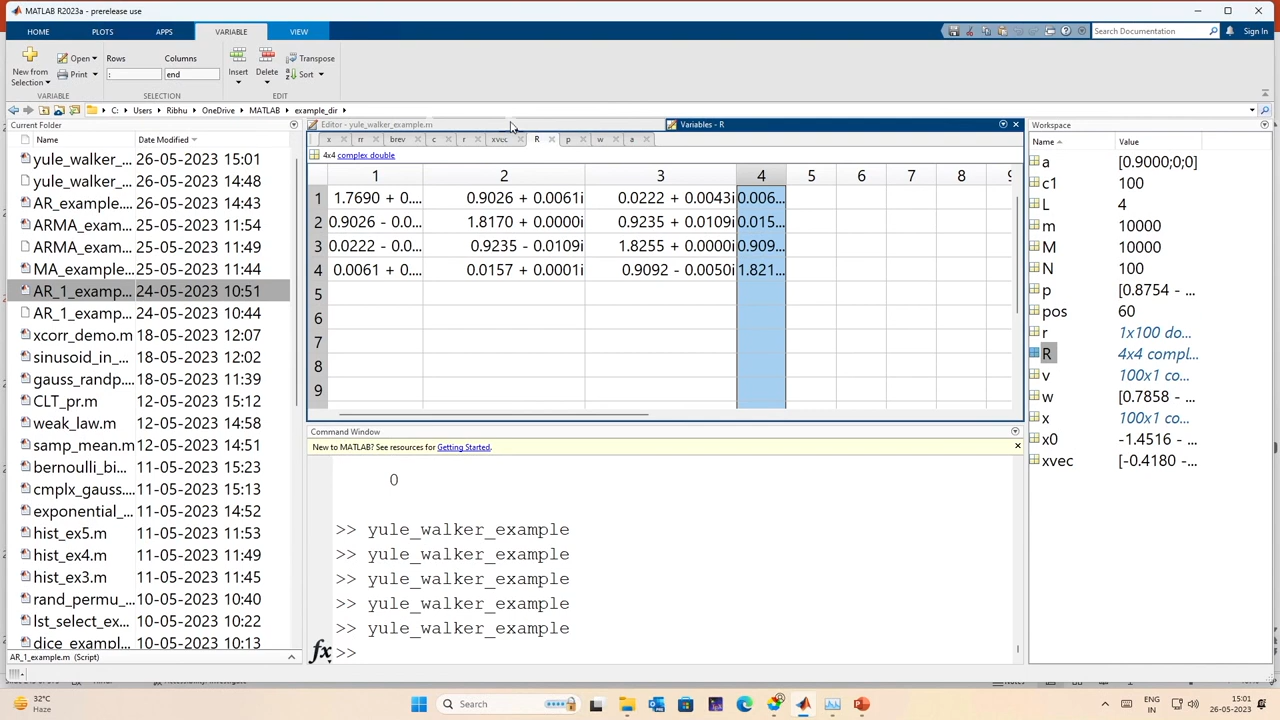 MATLAB R2023a - prerelease use
HOME PLOTS APPS VARIABLE VIEW
Search Documentation Sign In
New from Selection Open Print Rows Columns Insert Delete Transpose Sort
: end
VARIABLE SELECTION EDIT
C: Users Ribhu OneDrive MATLAB example_dir
Current Folder
Name Date Modified
yule_walker_... 26-05-2023 15:01
yule_walker_... 26-05-2023 14:48
AR_example.... 26-05-2023 14:43
ARMA_exam... 25-05-2023 11:54
ARMA_exam... 25-05-2023 11:49
MA_example... 25-05-2023 11:44
AR_1_examp... 24-05-2023 10:51
AR_1_examp... 24-05-2023 10:44
xcorr_demo.m 18-05-2023 12:07
sinusoid_in_... 18-05-2023 12:02
gauss_randp... 18-05-2023 11:39
CLT_pr.m 12-05-2023 15:12
weak_law.m 12-05-2023 14:58
samp_mean.m 12-05-2023 14:51
bernoulli_bi... 11-05-2023 15:23
cmplx_gauss.... 11-05-2023 15:13
exponential_... 11-05-2023 14:52
hist_ex5.m 11-05-2023 11:53
hist_ex4.m 11-05-2023 11:49
hist_ex3.m 11-05-2023 11:45
rand_permu_... 10-05-2023 10:40
lst_select_ex... 10-05-2023 10:22
dice_example... 10-05-2023 10:13
AR_1_example.m (Script)
Editor - yule_walker_example.m
Variables - R
x rr brev c r xvec R p w a
4x4 complex double
1 2 3 4 5 6 7 8
1 1.7690 + 0.... 0.9026 + 0.0061i 0.0222 + 0.0043i 0.006...
2 0.9026 - 0.0... 1.8170 + 0.0000i 0.9235 + 0.0109i 0.015...
3 0.0222 - 0.0... 0.9235 - 0.0109i 1.8255 + 0.0000i 0.909...
4 0.0061 + 0.... 0.0157 + 0.0001i 0.9092 - 0.0050i 1.821...
5
6
7
8
9
Command Window
New to MATLAB? See resources for Getting Started.
0
>> yule_walker_example
>> yule_walker_example
>> yule_walker_example
>> yule_walker_example
>> yule_walker_example
fx >>
Workspace
Name Value
a [0.9000;0;0]
c1 100
L 4
m 10000
M 10000
N 100
p [0.8754 - ...
pos 60
r 1x100 do...
R 4x4 compl...
v 100x1 co...
w [0.7858 - ...
x 100x1 co...
x0 -1.4516 - ...
xvec [-0.4180 -...
32°C
Haze
Search
ENG
IN
15:01
26-05-2023